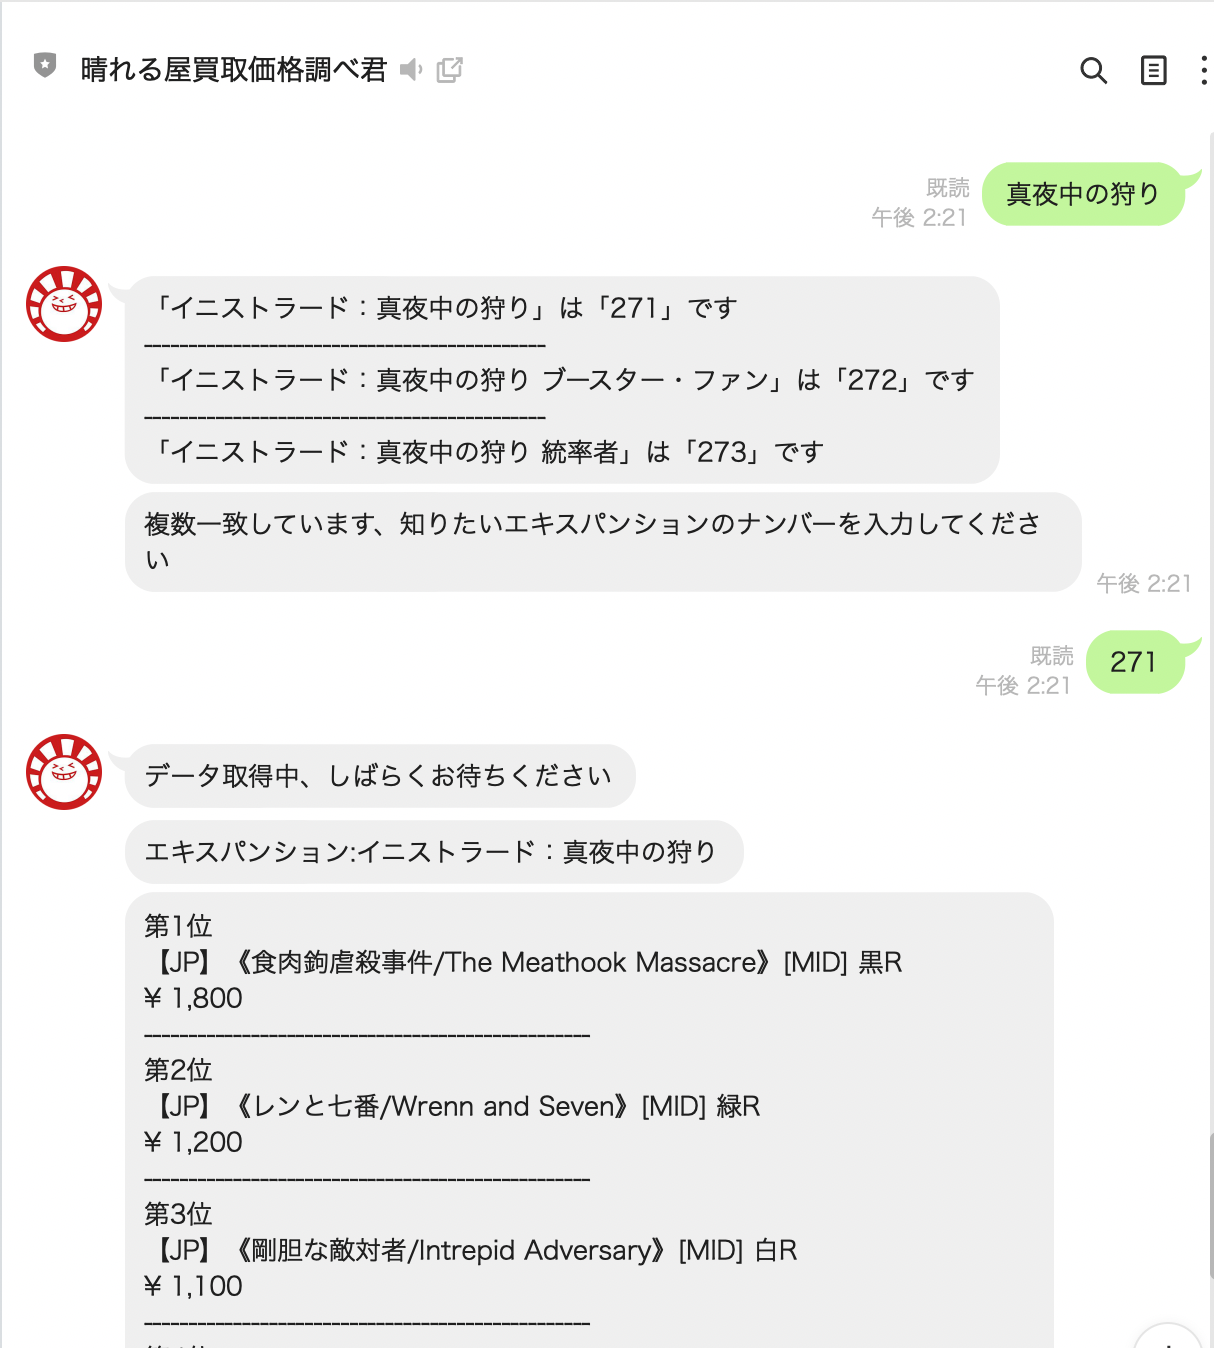 晴れる屋買取価格調べ君
真夜中の狩り
既読
午後 2:21
「イニストラード：真夜中の狩り」は「271」です
---------------------------------------------
「イニストラード：真夜中の狩り ブースター・ファン」は「272」です
---------------------------------------------
「イニストラード：真夜中の狩り 統率者」は「273」です
複数一致しています、知りたいエキスパンションのナンバーを入力してくださ
い
午後 2:21
271
既読
午後 2:21
データ取得中、しばらくお待ちください
エキスパンション:イニストラード：真夜中の狩り
第1位
【JP】《食肉鉤虐殺事件/The Meathook Massacre》[MID] 黒R
¥ 1,800
--------------------------------------------------
第2位
【JP】《レンと七番/Wrenn and Seven》[MID] 緑R
¥ 1,200
--------------------------------------------------
第3位
【JP】《剛胆な敵対者/Intrepid Adversary》[MID] 白R
¥ 1,100
--------------------------------------------------